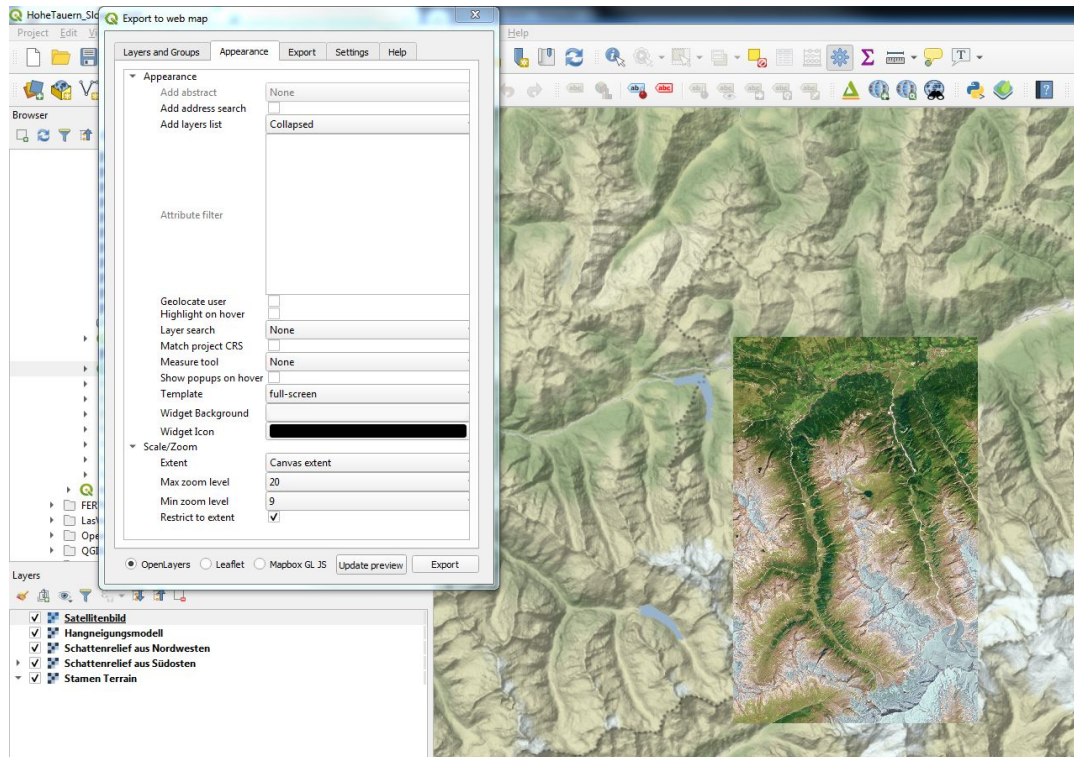 HoheTauern_Slo
Export to web map
Project Edit Vi
Help
Layers and Groups Appearance Export Settings Help
Appearance
Add abstract None
Add address search
Add layers list Collapsed
Attribute filter
Geolocate user
Highlight on hover
Layer search None
Match project CRS
Measure tool None
Show popups on hover
Template full-screen
Widget Background
Widget Icon
Scale/Zoom
Extent Canvas extent
Max zoom level 20
Min zoom level 9
Restrict to extent
OpenLayers Leaflet Mapbox GL JS Update preview Export
Browser
FER
Las
Ope
QGI
Layers
Satellitenbild
Hangneigungsmodell
Schattenrelief aus Nordwesten
Schattenrelief aus Südosten
Stamen Terrain